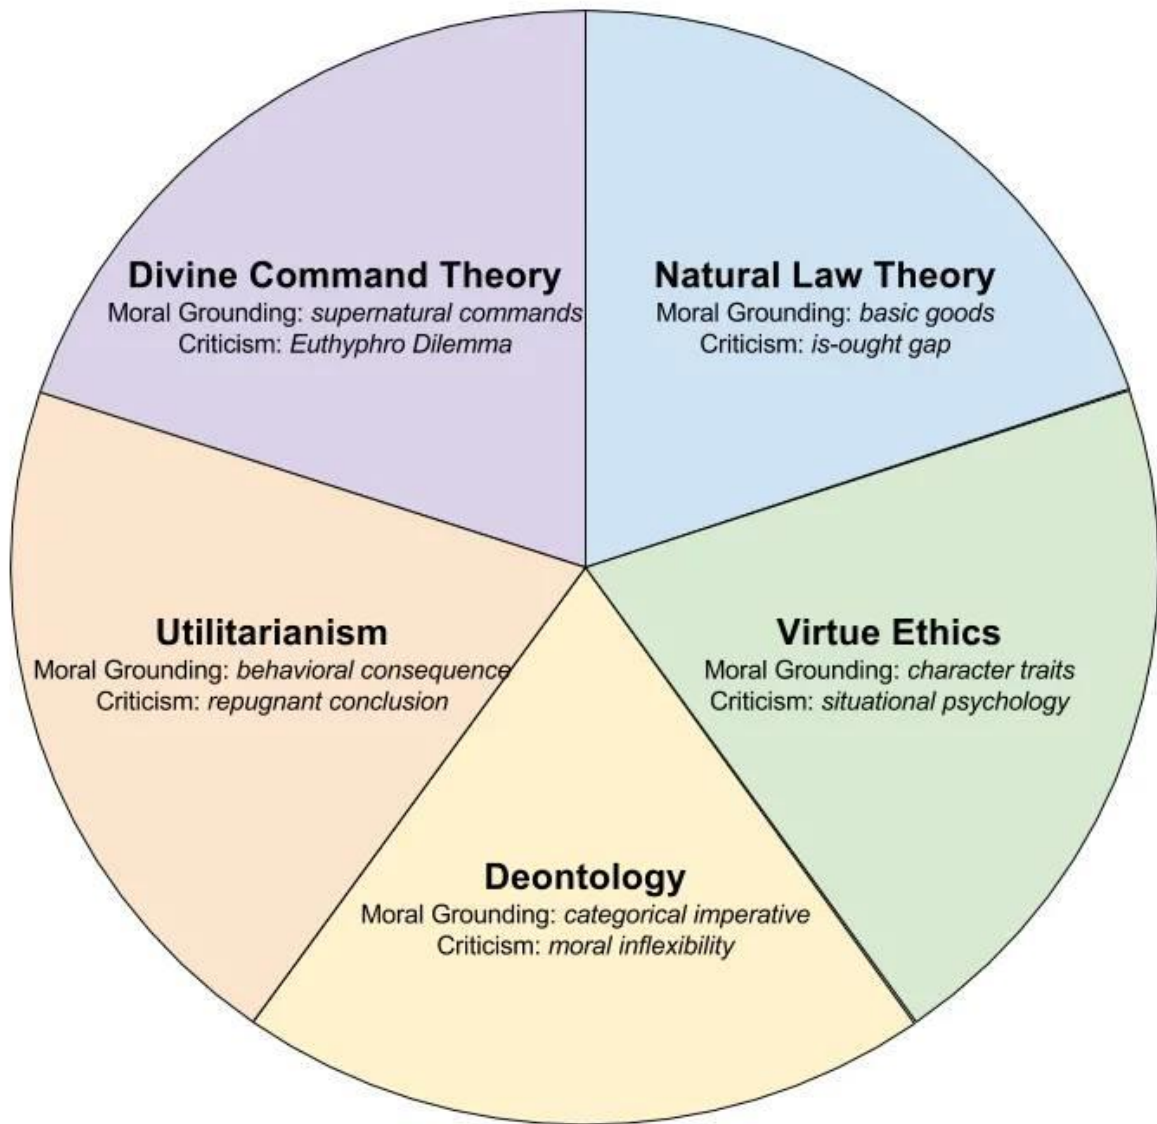 Divine Command Theory
Moral Grounding: supernatural commands
Criticism: Euthyphro Dilemma
Natural Law Theory
Moral Grounding: basic goods
Criticism: is-ought gap
Utilitarianism
Moral Grounding: behavioral consequence
Criticism: repugnant conclusion
Virtue Ethics
Moral Grounding: character traits
Criticism: situational psychology
Deontology
Moral Grounding: categorical imperative
Criticism: moral inflexibility